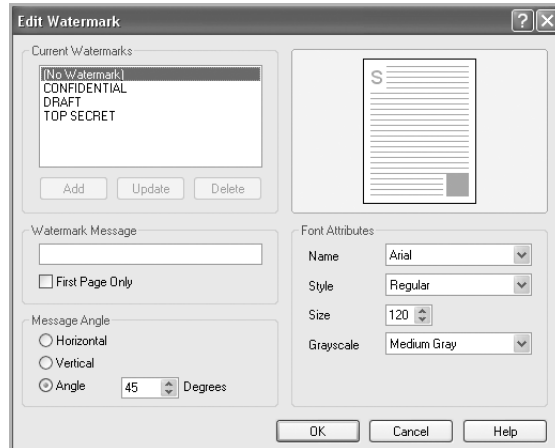 Edit Watermark
Current Watermarks
(No Watermark)
CONFIDENTIAL
DRAFT
TOP SECRET
Add Update Delete
S
Watermark Message
First Page Only
Message Angle
Horizontal
Vertical
Angle 45 Degrees
Font Attributes
Name Arial
Style Regular
Size 120
Grayscale Medium Gray
OK Cancel Help